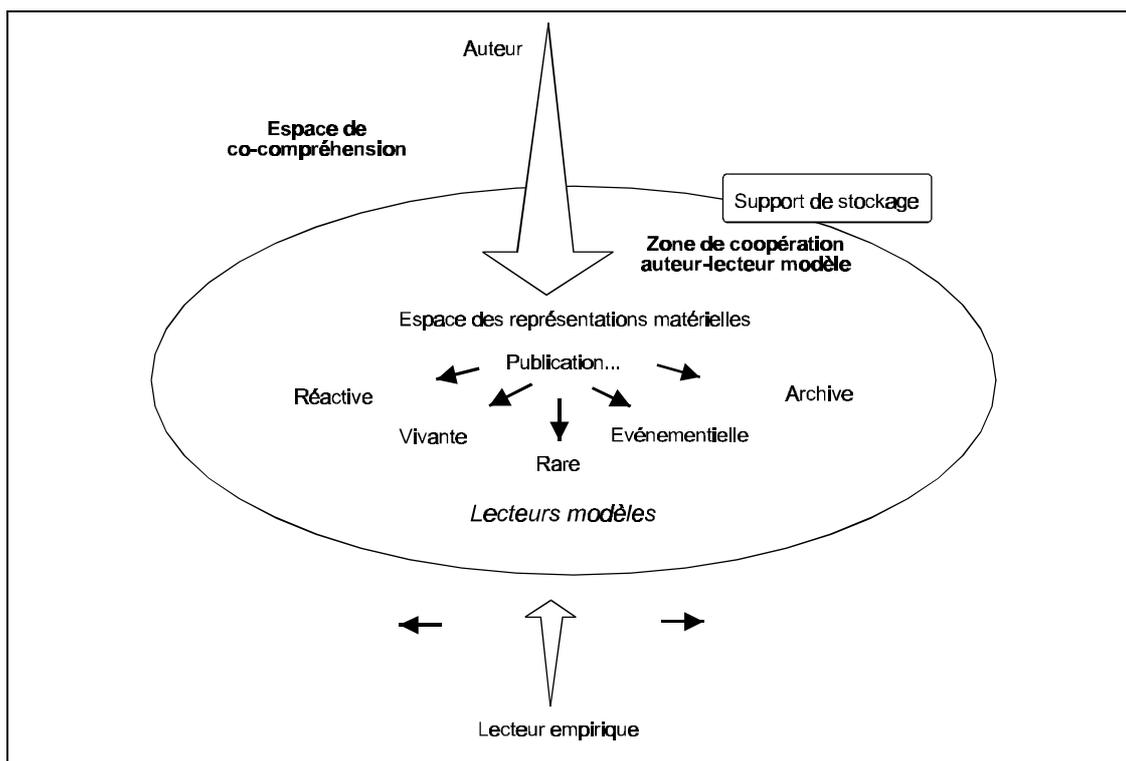 Auteur
Espace de
co-compréhension
Support de stockage
Zone de coopération
auteur-lecteur modèle
Espace des représentations matérielles
Publication...
Réactive
Archive
Vivante
Evénementielle
Rare
Lecteurs modèles
Lecteur empirique